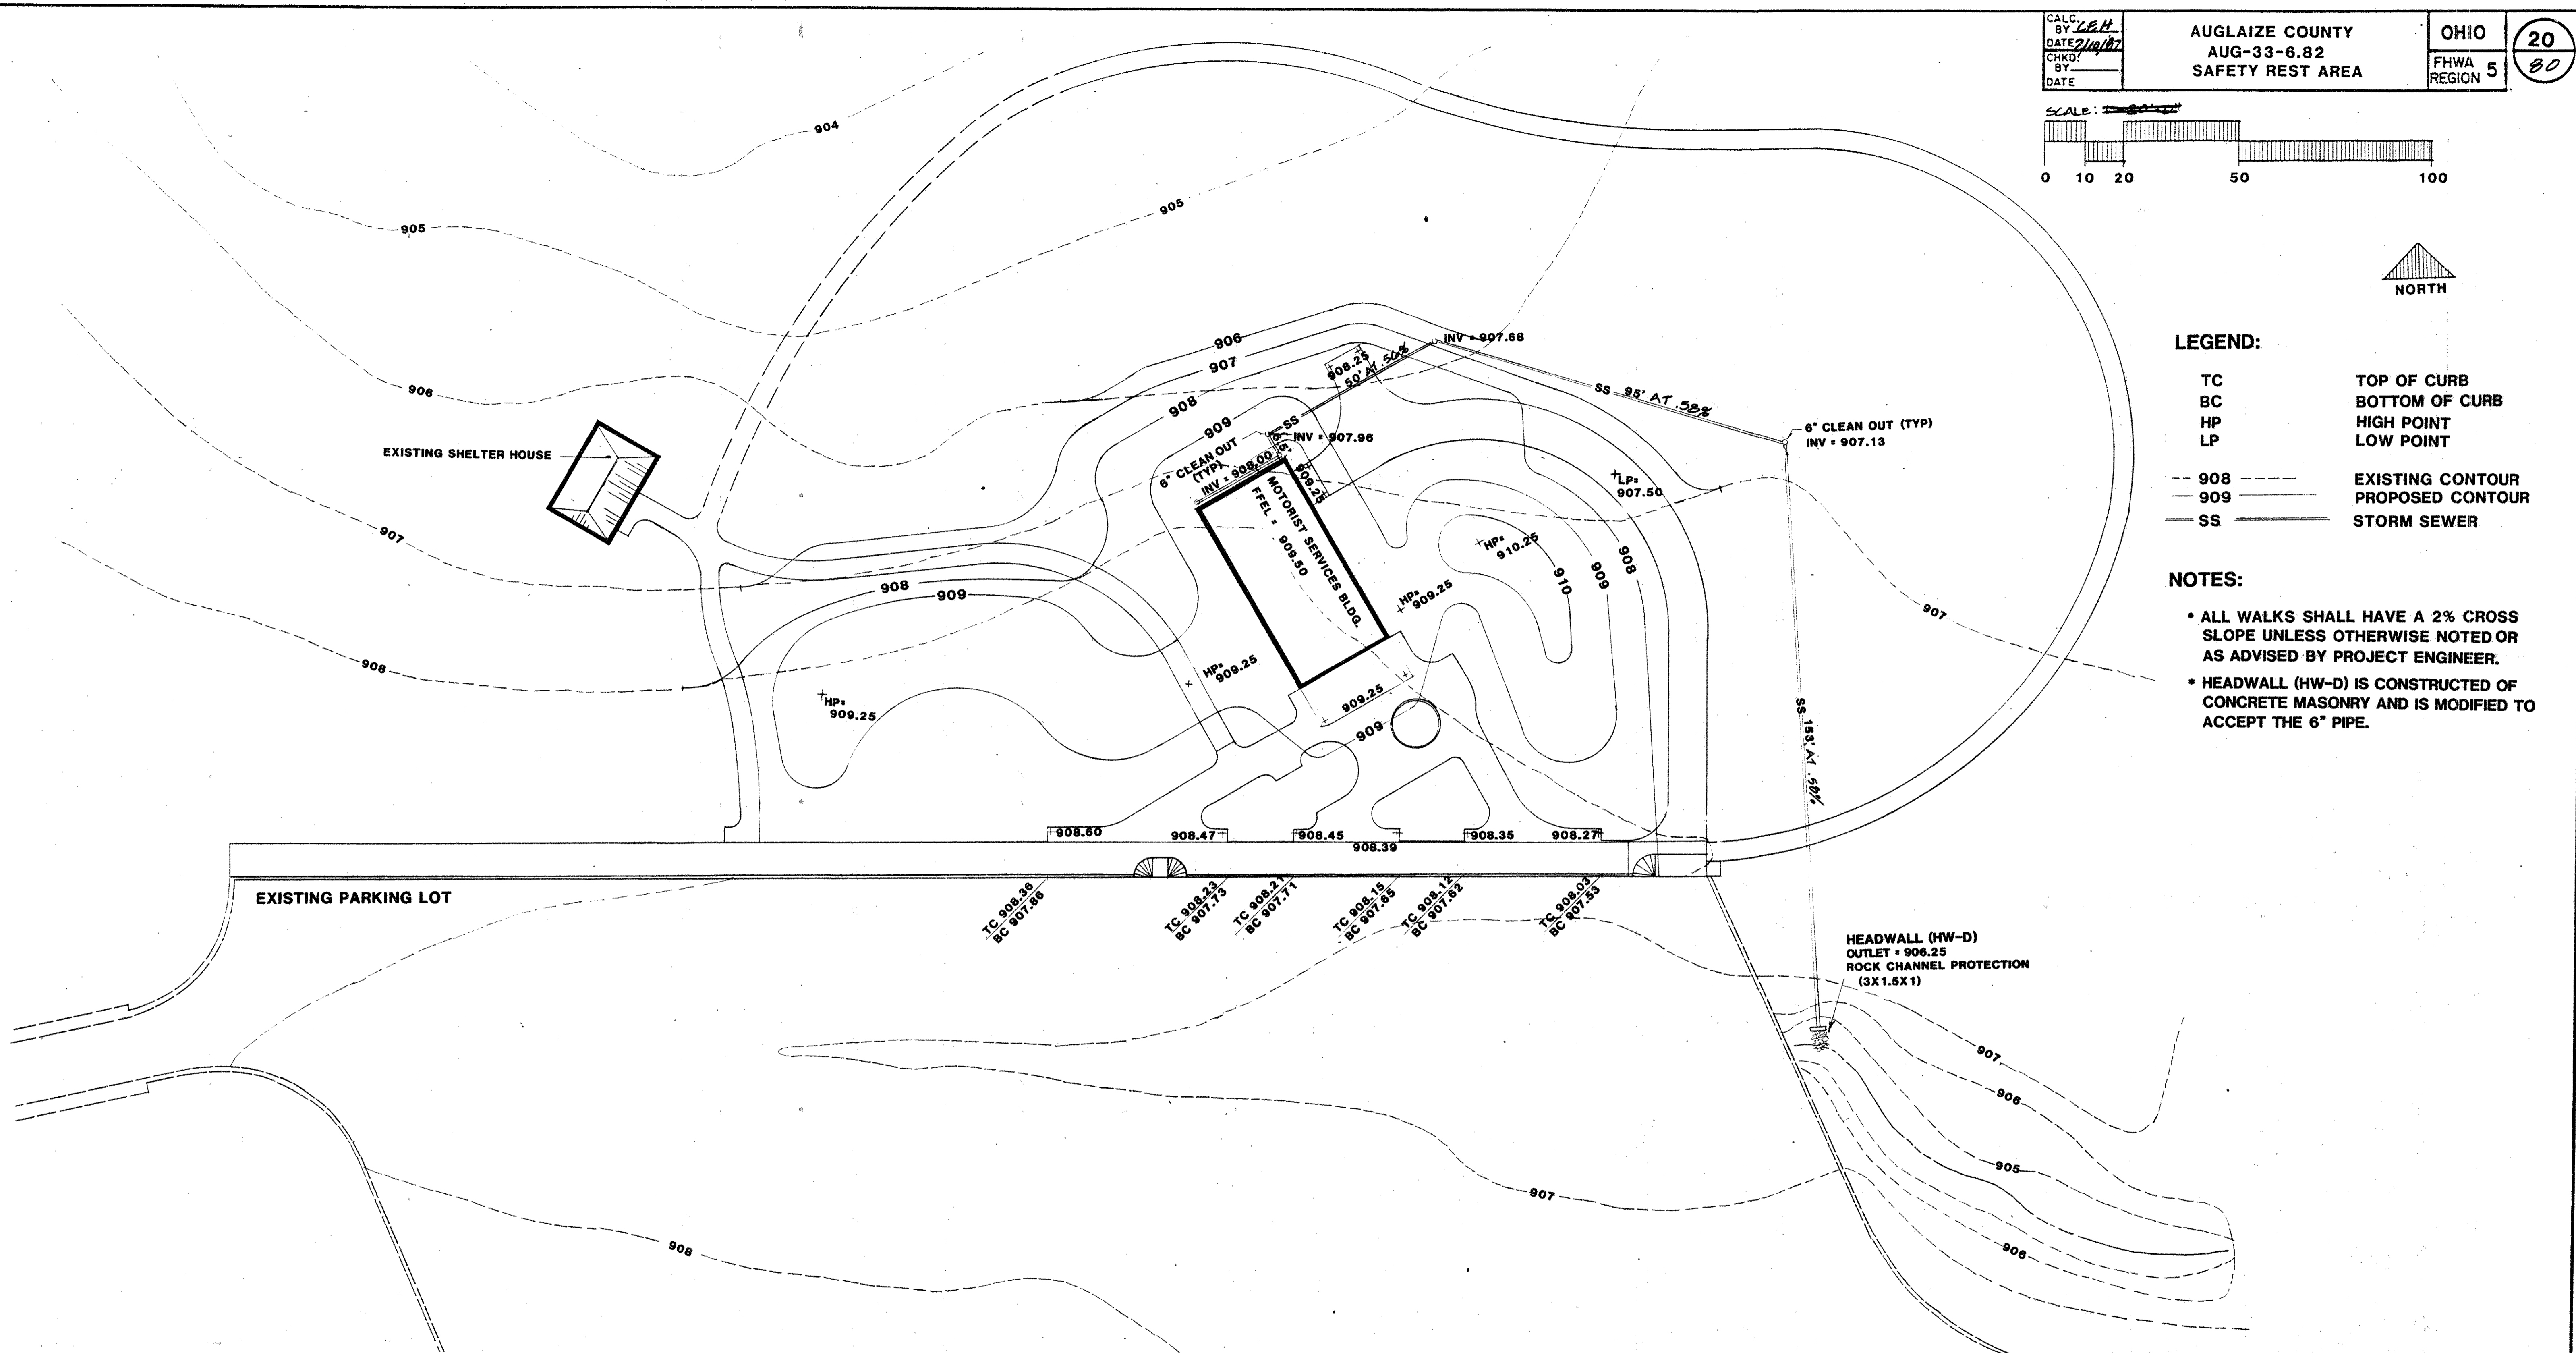 CALC. BY CEH
DATE 2/10/87
CHKD. BY
DATE
AUGLAIZE COUNTY
AUG-33-6.82
SAFETY REST AREA
OHIO
FHWA REGION 5
20
80
SCALE:
0 10 20 50 100
NORTH
LEGEND:
TC TOP OF CURB
BC BOTTOM OF CURB
HP HIGH POINT
LP LOW POINT
908 EXISTING CONTOUR
909 PROPOSED CONTOUR
SS STORM SEWER
NOTES:
• ALL WALKS SHALL HAVE A 2% CROSS
SLOPE UNLESS OTHERWISE NOTED OR
AS ADVISED BY PROJECT ENGINEER.
* HEADWALL (HW-D) IS CONSTRUCTED OF
CONCRETE MASONRY AND IS MODIFIED TO
ACCEPT THE 6" PIPE.
904
905
905
906
906
907
908
909
INV = 907.68
908.25
50' AT .56%
SS 95' AT .58%
6" CLEAN OUT (TYP)
INV = 907.13
SS
INV = 907.96
6.5'
6" CLEAN OUT
(TYP)
INV = 908.00
909.25
MOTORIST SERVICES BLDG.
FFEL = 909.50
EXISTING SHELTER HOUSE
LP=
907.50
HP=
910.25
908
909
910
HP=
909.25
907
908
909
907
908
HP=
909.25
HP=
909.25
909.25
909
SS 153' AT .58%
908.60
908.47
908.45
908.39
908.35
908.27
EXISTING PARKING LOT
TC 908.36
BC 907.86
TC 908.23
BC 907.73
TC 908.21
BC 907.71
TC 908.15
BC 907.65
TC 908.12
BC 907.62
TC 908.03
BC 907.53
HEADWALL (HW-D)
OUTLET = 906.25
ROCK CHANNEL PROTECTION
(3X1.5X1)
907
906
905
907
908
906